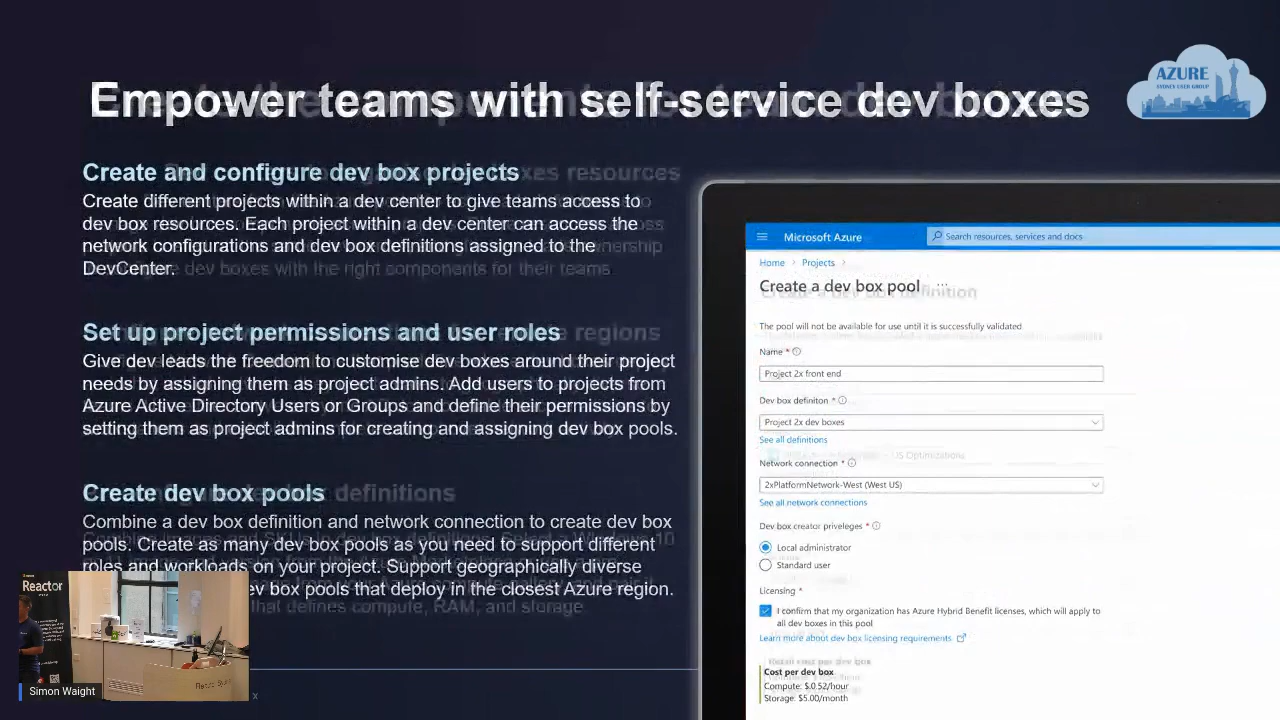 Empower teams with self-service dev boxes
AZURE
SYDNEY USER GROUP
Create and configure dev box projects
Create different projects within a dev center to give teams access to
dev box resources. Each project within a dev center can access the
network configurations and dev box definitions assigned to the
DevCenter.
Set up project permissions and user roles
Give dev leads the freedom to customise dev boxes around their project
needs by assigning them as project admins. Add users to projects from
Azure Active Directory Users or Groups and define their permissions by
setting them as project admins for creating and assigning dev box pools.
Create dev box pools
Combine a dev box definition and network connection to create dev box
pools. Create as many dev box pools as you need to support different
roles and workloads on your project. Support geographically diverse
dev box pools that deploy in the closest Azure region.
Microsoft Azure
Search resources, services and docs
Home > Projects >
Create a dev box pool ...
The pool will not be available for use until it is successfully validated
Name *
Project 2x front end
Dev box definiton *
Project 2x dev boxes
See all definitions
Network connection *
2xPlatformNetwork-West (West US)
See all network connections
Dev box creator priveleges *
Local administrator
Standard user
Licensing *
I confirm that my organization has Azure Hybrid Benefit licenses, which will apply to
all dev boxes in this pool
Learn more about dev box licensing requirements
Cost per dev box
Compute: $.0.52/hour
Storage: $5.00/month
Reactor
Simon Waight